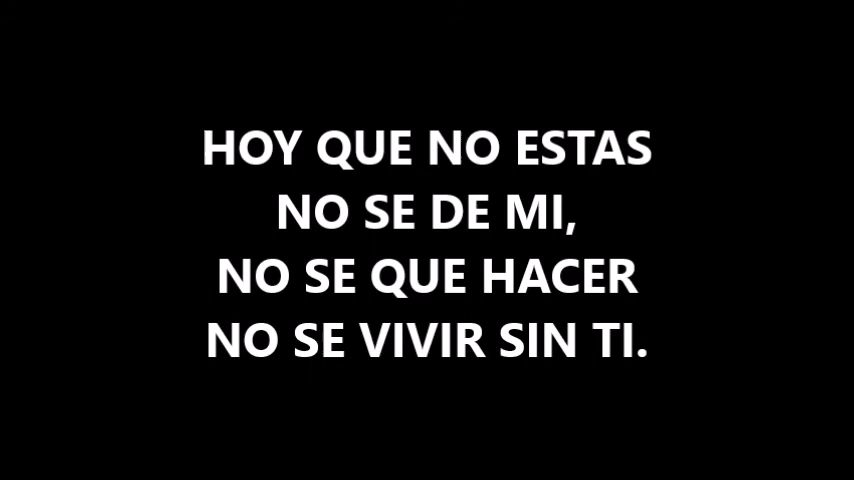 HOY QUE NO ESTAS
NO SE DE MI,
NO SE QUE HACER
NO SE VIVIR SIN TI.